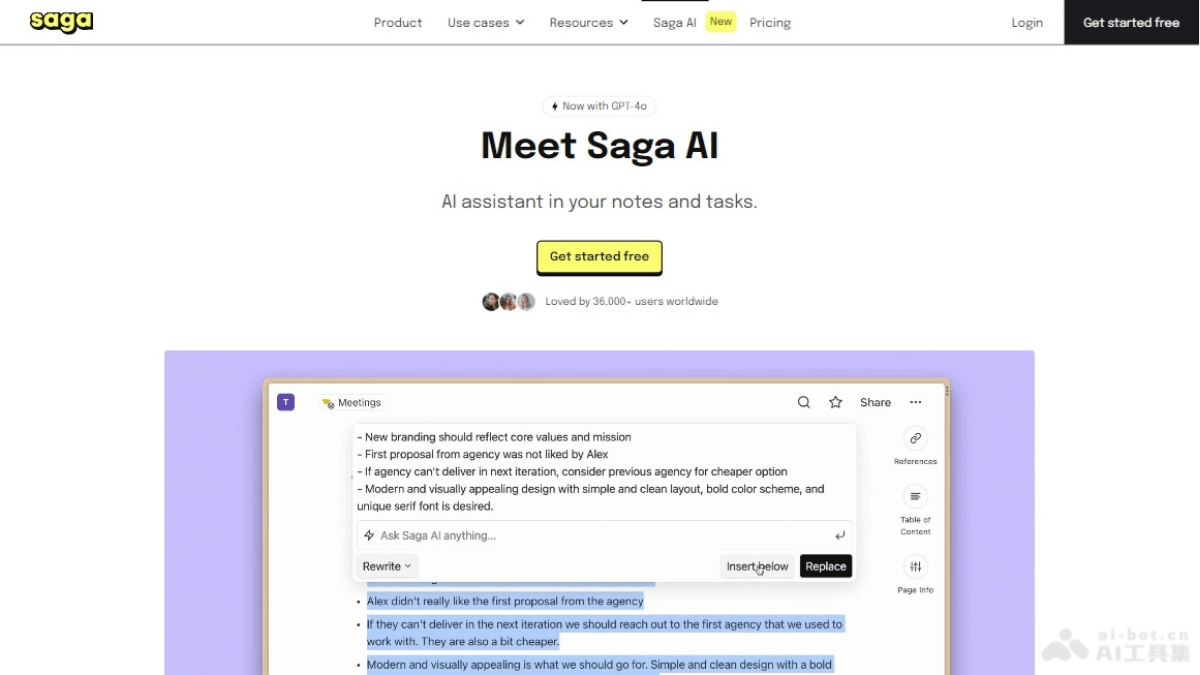 saga
Product Use cases Resources Saga AI New Pricing Login Get started free
Now with GPT-4o
Meet Saga AI
AI assistant in your notes and tasks.
Get started free
Loved by 36,000+ users worldwide
T Meetings Share
- New branding should reflect core values and mission
- First proposal from agency was not liked by Alex
- If agency can't deliver in next iteration, consider previous agency for cheaper option
- Modern and visually appealing design with simple and clean layout, bold color scheme, and
unique serif font is desired.
Ask Saga AI anything...
Rewrite Insert below Replace
References
Table of
Content
Page Info
• Alex didn't really like the first proposal from the agency
• If they can't deliver in the next iteration we should reach out to the first agency that we used to
work with. They are also a bit cheaper.
• Modern and visually appealing is what we should go for. Simple and clean design with a bold
ai-bot.cn
AI工具集